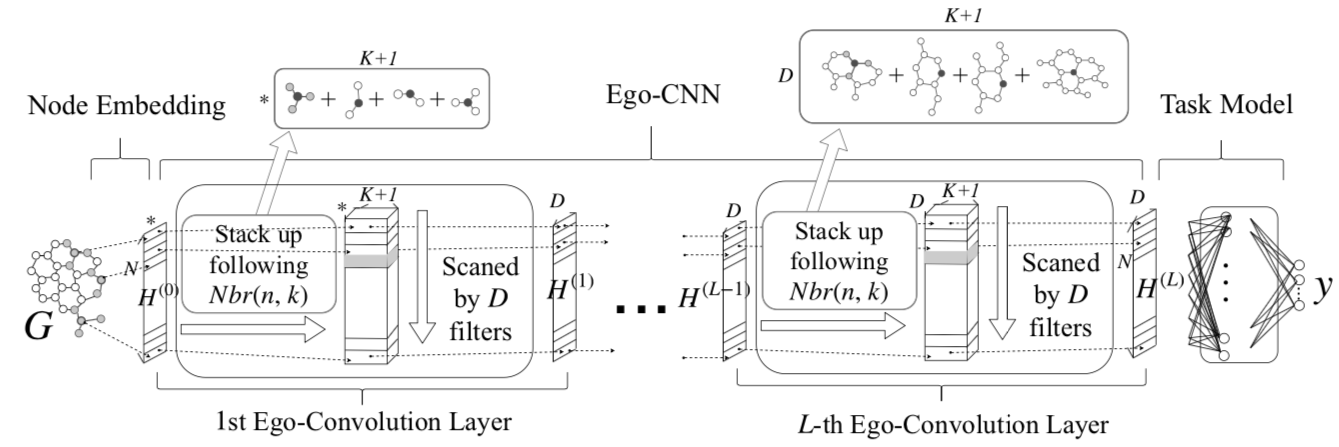 K+1
K+1
Node Embedding
*
Ego-CNN
D
Task Model
*
N
G
H(0)
Stack up
following
Nbr(n, k)
*
K+1
Scaned
by D
filters
D
H(1)
...
D
H(L-1)
Stack up
following
Nbr(n, k)
D
K+1
Scaned
by D
filters
D
N
H(L)
y
1st Ego-Convolution Layer
L-th Ego-Convolution Layer